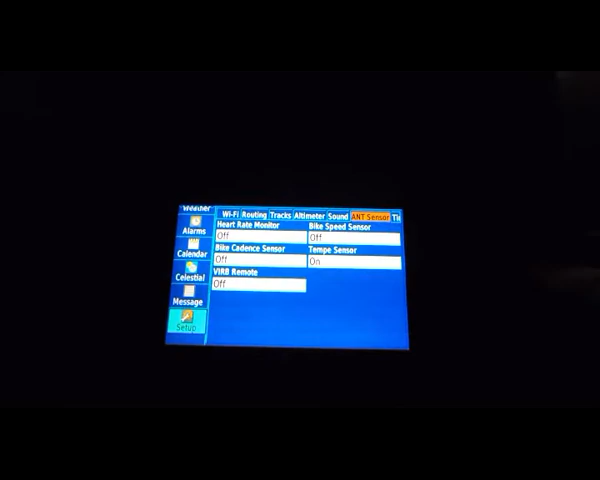 Weather
Wi-Fi Routing Tracks Altimeter Sound ANT Sensor
Alarms
Heart Rate Monitor Bike Speed Sensor
Off Off
Calendar
Bike Cadence Sensor Tempe Sensor
Off On
Celestial
VIRB Remote
Off
Message
Setup